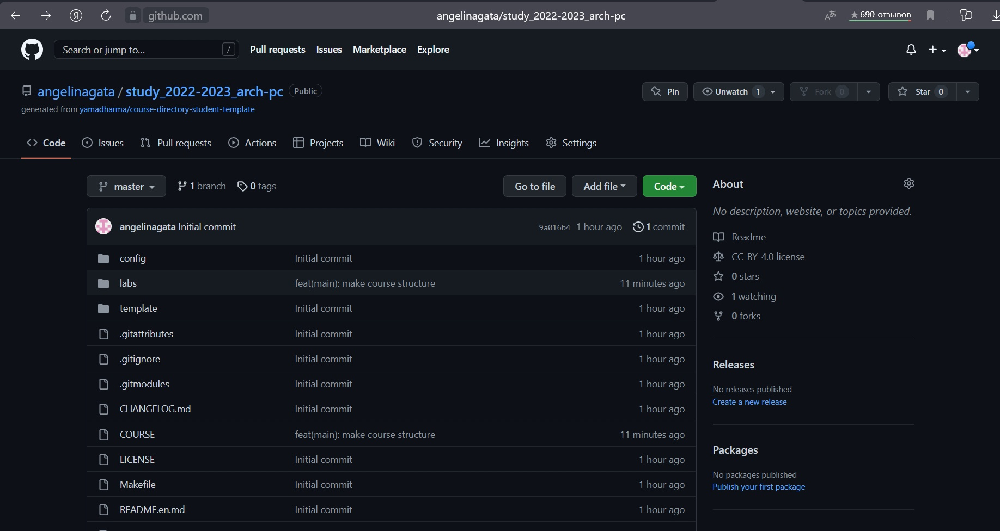 github.com
angelinagata/study_2022-2023_arch-pc
★690 отзывов
Search or jump to... /
Pull requests Issues Marketplace Explore
angelinagata / study_2022-2023_arch-pc Public
Pin
Unwatch 1
Fork 0
Star 0
generated from yamadharma/course-directory-student-template
Code Issues Pull requests Actions Projects Wiki Security Insights Settings
master 1 branch 0 tags
Go to file Add file Code
angelinagata Initial commit 9a016b4 1 hour ago 1 commit
config Initial commit 1 hour ago
labs feat(main): make course structure 11 minutes ago
template Initial commit 1 hour ago
.gitattributes Initial commit 1 hour ago
.gitignore Initial commit 1 hour ago
.gitmodules Initial commit 1 hour ago
CHANGELOG.md Initial commit 1 hour ago
COURSE feat(main): make course structure 11 minutes ago
LICENSE Initial commit 1 hour ago
Makefile Initial commit 1 hour ago
README.en.md Initial commit 1 hour ago
About
No description, website, or topics provided.
Readme
CC-BY-4.0 license
0 stars
1 watching
0 forks
Releases
No releases published
Create a new release
Packages
No packages published
Publish your first package